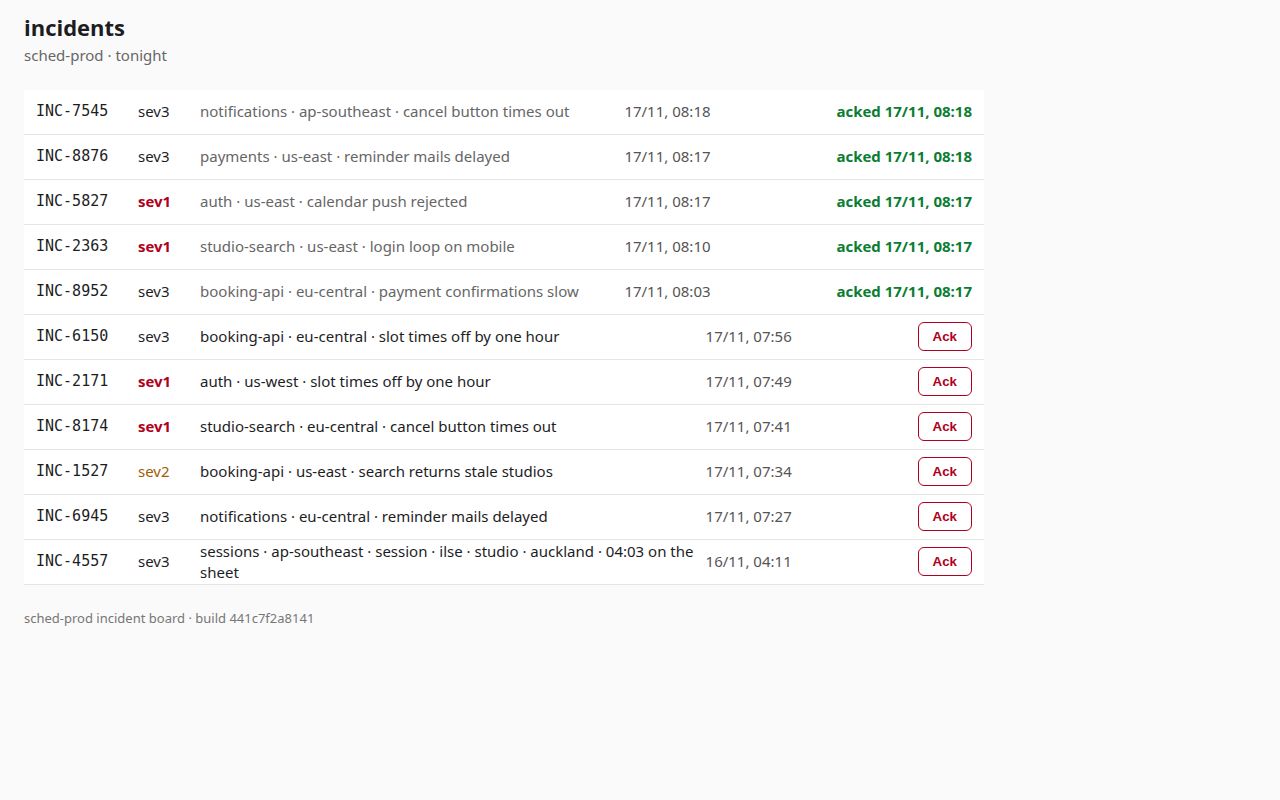 incidents
sched-prod · tonight
INC-7545 sev3 notifications · ap-southeast · cancel button times out 17/11, 08:18 acked 17/11, 08:18
INC-8876 sev3 payments · us-east · reminder mails delayed 17/11, 08:17 acked 17/11, 08:18
INC-5827 sev1 auth · us-east · calendar push rejected 17/11, 08:17 acked 17/11, 08:17
INC-2363 sev1 studio-search · us-east · login loop on mobile 17/11, 08:10 acked 17/11, 08:17
INC-8952 sev3 booking-api · eu-central · payment confirmations slow 17/11, 08:03 acked 17/11, 08:17
INC-6150 sev3 booking-api · eu-central · slot times off by one hour 17/11, 07:56 Ack
INC-2171 sev1 auth · us-west · slot times off by one hour 17/11, 07:49 Ack
INC-8174 sev1 studio-search · eu-central · cancel button times out 17/11, 07:41 Ack
INC-1527 sev2 booking-api · us-east · search returns stale studios 17/11, 07:34 Ack
INC-6945 sev3 notifications · eu-central · reminder mails delayed 17/11, 07:27 Ack
INC-4557 sev3 sessions · ap-southeast · session · ilse · studio · auckland · 04:03 on the 16/11, 04:11 Ack
sheet
sched-prod incident board · build 441c7f2a8141